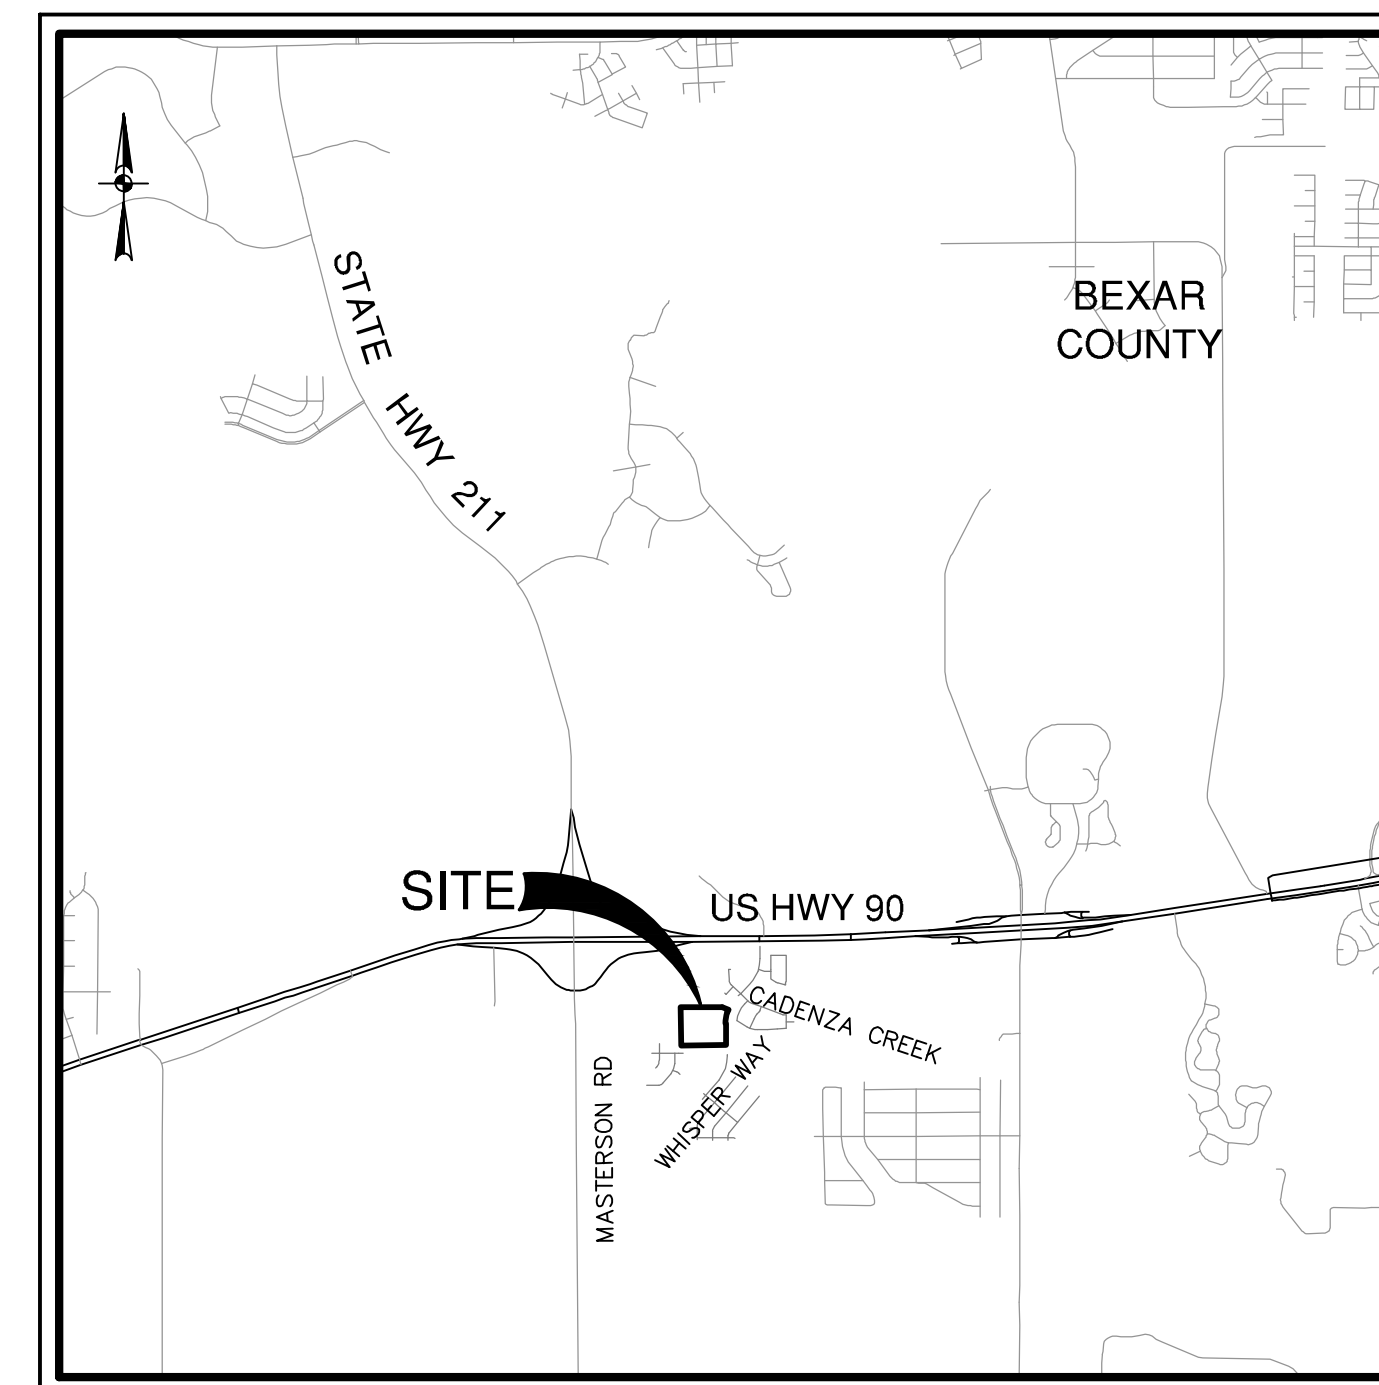 STATE HWY 211
BEXAR
COUNTY
SITE
US HWY 90
CADENZA CREEK
WHISPER WAY
MASTERSON RD